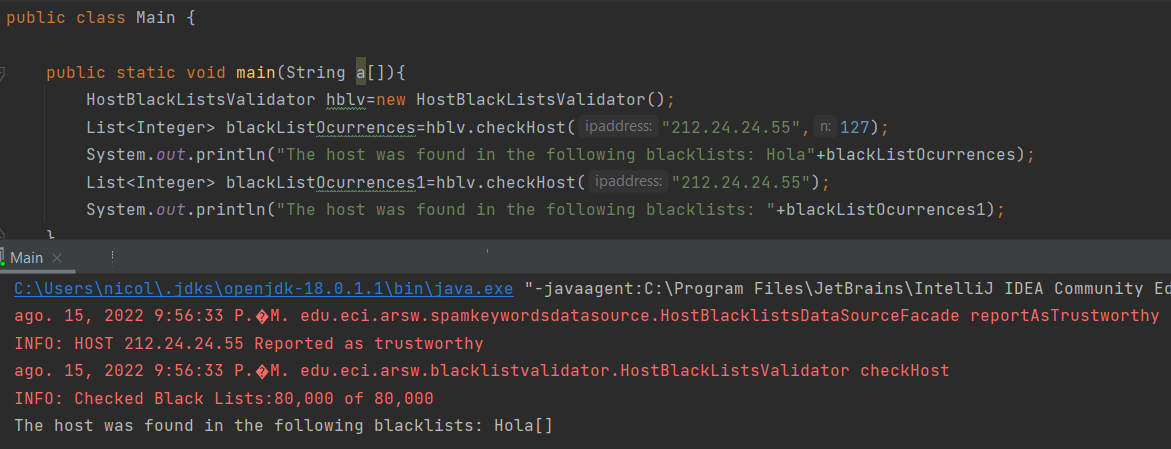 public class Main {
public static void main(String a[]){
HostBlackListsValidator hblv=new HostBlackListsValidator();
List<Integer> blackListOcurrences=hblv.checkHost( ipaddress: "212.24.24.55", n: 127);
System.out.println("The host was found in the following blacklists: Hola"+blackListOcurrences);
List<Integer> blackListOcurrences1=hblv.checkHost( ipaddress: "212.24.24.55");
System.out.println("The host was found in the following blacklists: "+blackListOcurrences1);
}
Main ×
C:\Users\nicol\.jdks\openjdk-18.0.1.1\bin\java.exe "-javaagent:C:\Program Files\JetBrains\IntelliJ IDEA Community Ed
ago. 15, 2022 9:56:33 P.�M. edu.eci.arsw.spamkeywordsdatasource.HostBlacklistsDataSourceFacade reportAsTrustworthy
INFO: HOST 212.24.24.55 Reported as trustworthy
ago. 15, 2022 9:56:33 P.�M. edu.eci.arsw.blacklistvalidator.HostBlackListsValidator checkHost
INFO: Checked Black Lists:80,000 of 80,000
The host was found in the following blacklists: Hola[]